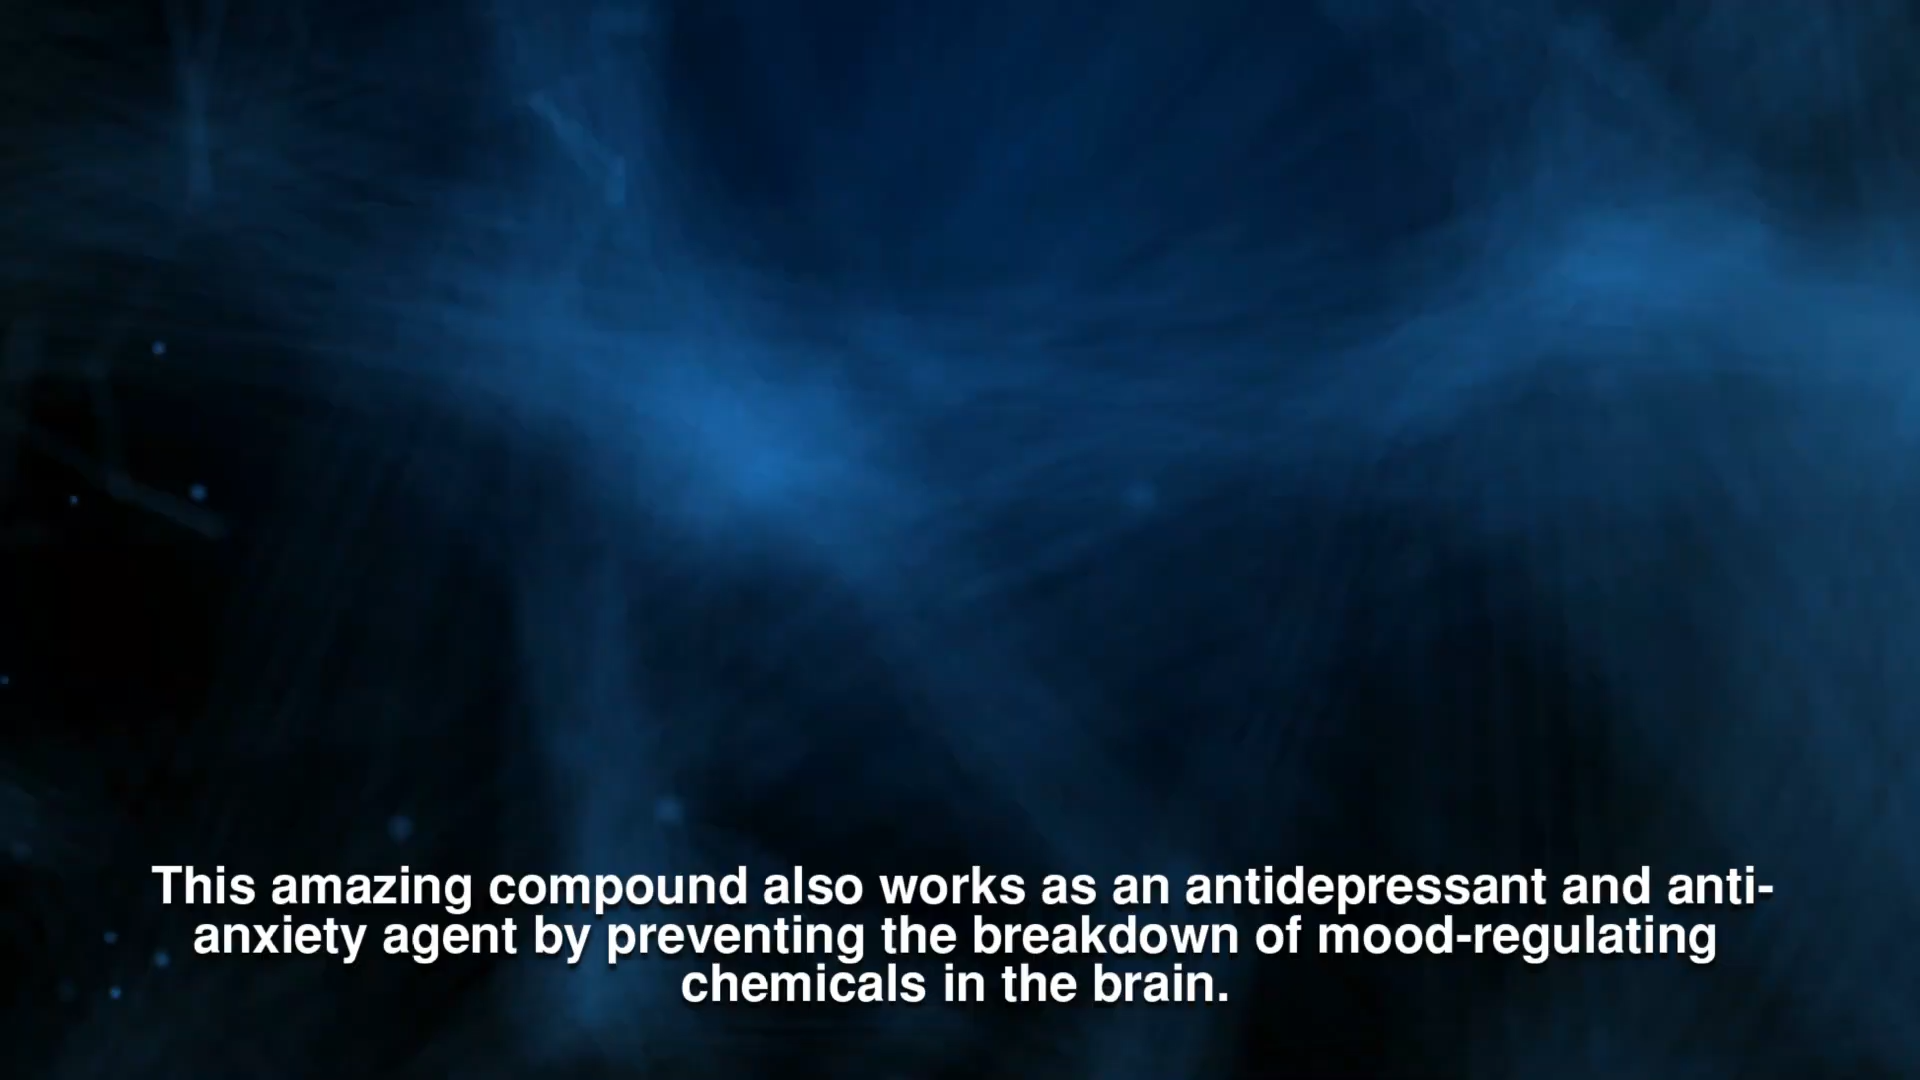 This amazing compound also works as an antidepressant and anti-
anxiety agent by preventing the breakdown of mood-regulating
chemicals in the brain.